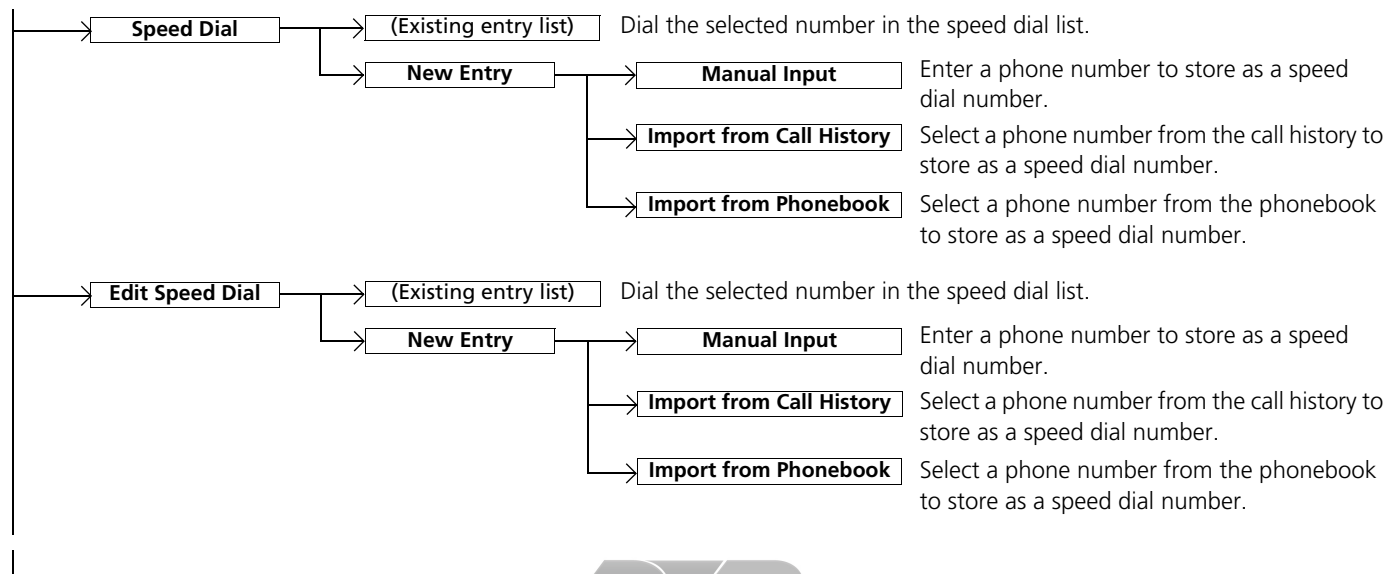 Speed Dial
(Existing entry list)
Dial the selected number in the speed dial list.
New Entry
Manual Input
Enter a phone number to store as a speed
dial number.
Import from Call History
Select a phone number from the call history to
store as a speed dial number.
Import from Phonebook
Select a phone number from the phonebook
to store as a speed dial number.
Edit Speed Dial
(Existing entry list)
Dial the selected number in the speed dial list.
New Entry
Manual Input
Enter a phone number to store as a speed
dial number.
Import from Call History
Select a phone number from the call history to
store as a speed dial number.
Import from Phonebook
Select a phone number from the phonebook
to store as a speed dial number.